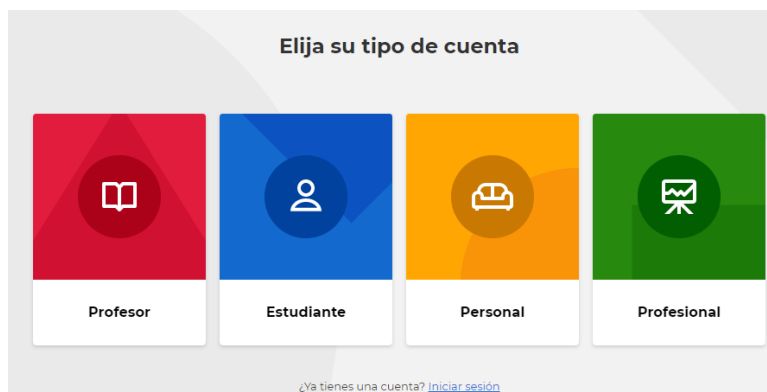 Elija su tipo de cuenta
Profesor
Estudiante
Personal
Profesional
¿Ya tienes una cuenta? Iniciar sesión